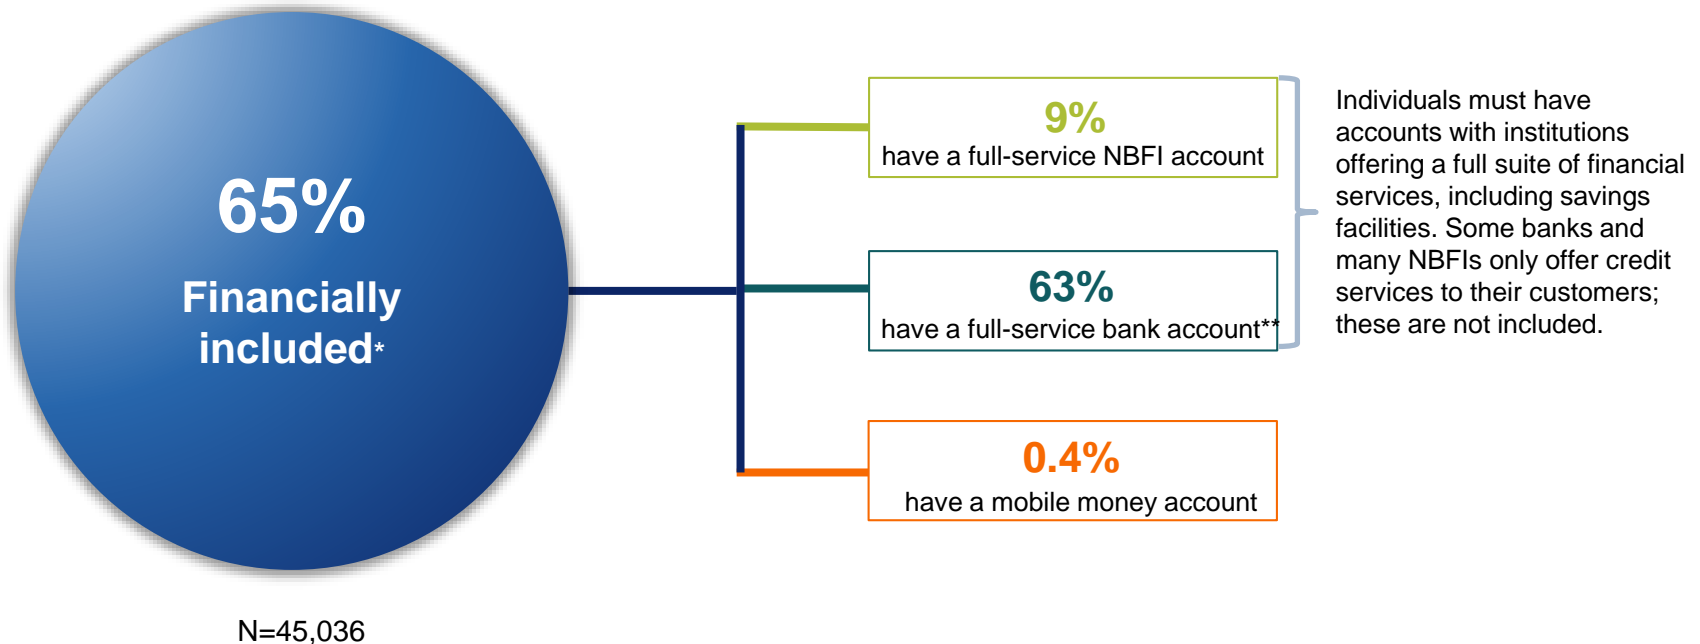 65%
Financially
included*
N=45,036
9%
have a full-service NBFI account
63%
have a full-service bank account**
0.4%
have a mobile money account
Individuals must have
accounts with institutions
offering a full suite of financial
services, including savings
facilities. Some banks and
many NBFIs only offer credit
services to their customers;
these are not included.